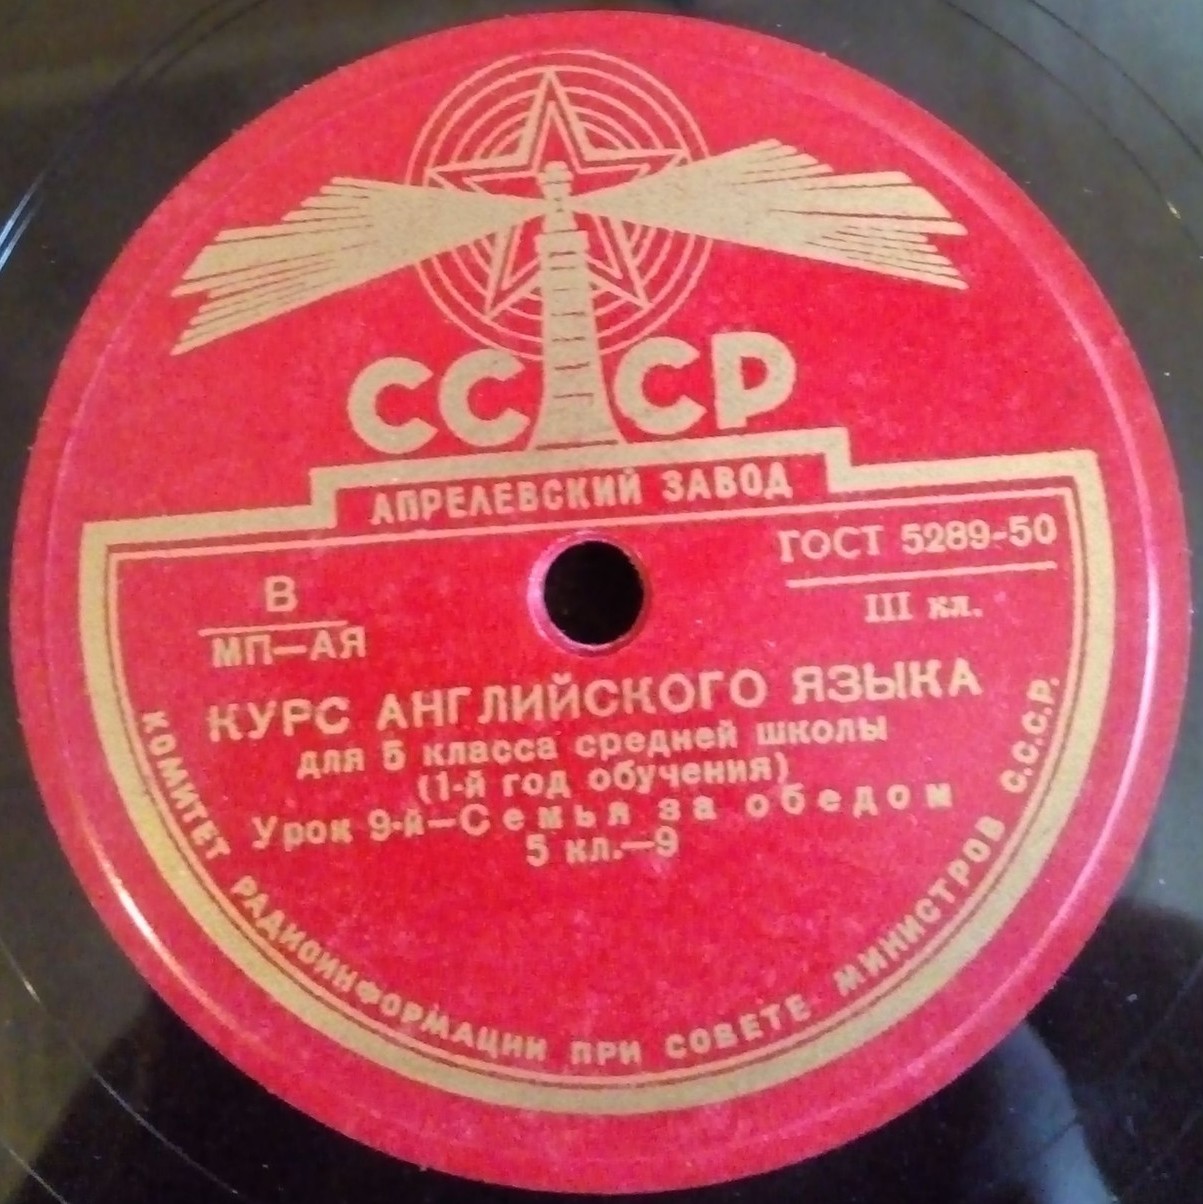 СССР
АПРЕЛЕВСКИЙ ЗАВОД
ГОСТ 5289-50
III кл.
В
МП—АЯ
КУРС АНГЛИЙСКОГО ЯЗЫКА
для 5 класса средней школы
(1-й год обучения)
Урок 9-й—Семья за обедом
5 кл.—9
КОМИТЕТ РАДИОИНФОРМАЦИИ ПРИ СОВЕТЕ МИНИСТРОВ С.С.С.Р.